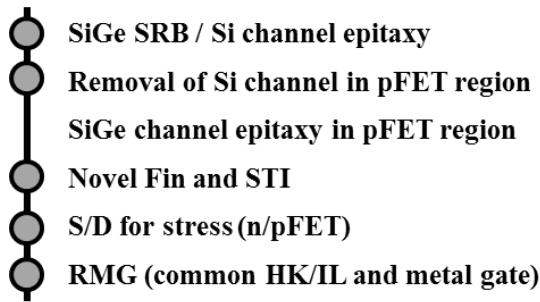 SiGe SRB / Si channel epitaxy
Removal of Si channel in pFET region
SiGe channel epitaxy in pFET region
Novel Fin and STI
S/D for stress (n/pFET)
RMG (common HK/IL and metal gate)